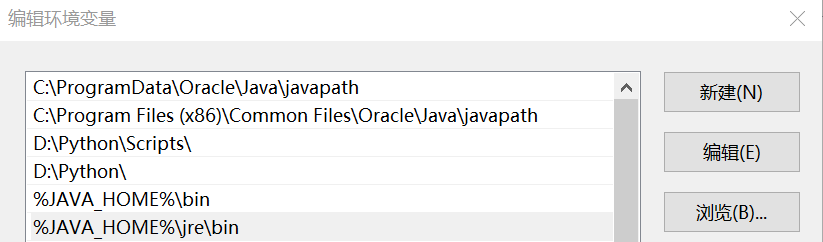 编辑环境变量
C:\ProgramData\Oracle\Java\javapath
C:\Program Files (x86)\Common Files\Oracle\Java\javapath
D:\Python\Scripts\
D:\Python\
%JAVA_HOME%\bin
%JAVA_HOME%\jre\bin
新建(N)
编辑(E)
浏览(B)...